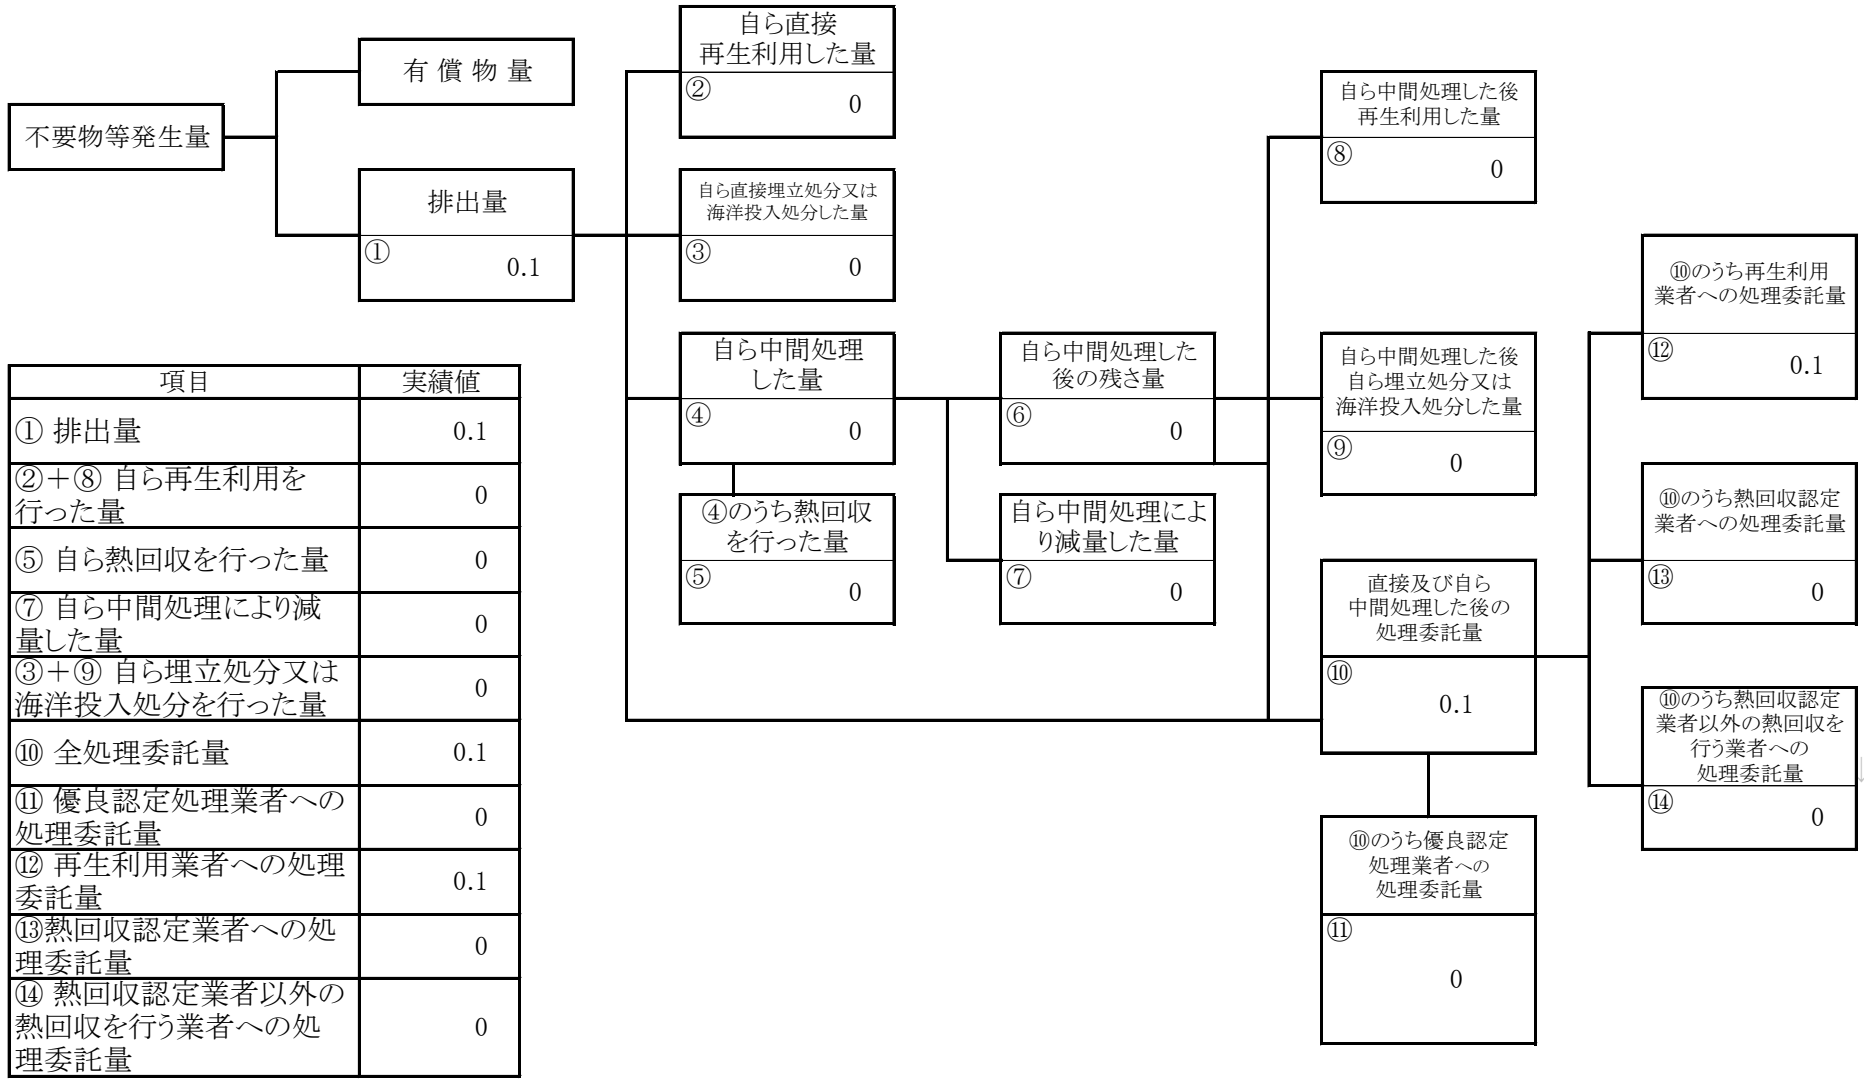 不要物等発生量
有 償 物 量
排出量
①
0.1
自ら直接
再生利用した量
②
0
自ら直接埋立処分又は
海洋投入処分した量
③
0
自ら中間処理
した量
④
0
④のうち熱回収
を行った量
⑤
0
自ら中間処理した
後の残さ量
⑥
0
自ら中間処理によ
り減量した量
⑦
0
自ら中間処理した後
再生利用した量
⑧
0
自ら中間処理した後
自ら埋立処分又は
海洋投入処分した量
⑨
0
直接及び自ら
中間処理した後の
処理委託量
⑩
0.1
⑩のうち優良認定
処理業者への
処理委託量
⑪
0
⑩のうち再生利用
業者への処理委託量
⑫
0.1
⑩のうち熱回収認定
業者への処理委託量
⑬
0
⑩のうち熱回収認定
業者以外の熱回収を
行う業者への
処理委託量
⑭
0
↓
項目 実績値
① 排出量 0.1
②＋⑧ 自ら再生利用を
行った量 0
⑤ 自ら熱回収を行った量 0
⑦ 自ら中間処理により減
量した量 0
③＋⑨ 自ら埋立処分又は
海洋投入処分を行った量 0
⑩ 全処理委託量 0.1
⑪ 優良認定処理業者への
処理委託量 0
⑫ 再生利用業者への処理
委託量 0.1
⑬熱回収認定業者への処
理委託量 0
⑭ 熱回収認定業者以外の
熱回収を行う業者への処
理委託量 0